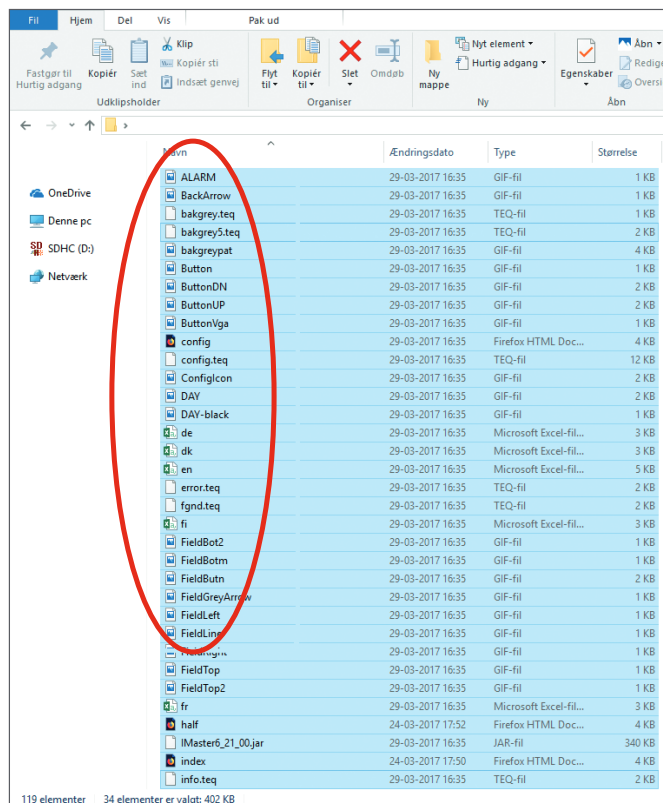 Fil Hjem Del Vis Pak ud
Fastgør til Hurtig adgang
Kopiér
Sæt ind
Klip
Kopiér sti
Indsæt genvej
Flyt til
Kopiér til
Slet
Omdøb
Ny mappe
Nyt element
Hurtig adgang
Egenskaber
Åbn
Redige
Oversi
Udklipsholder Organiser Ny Åbn
Navn Ændringsdato Type Størrelse
OneDrive
Denne pc
SDHC (D:)
Netværk
ALARM 29-03-2017 16:35 GIF-fil 1 KB
BackArrow 29-03-2017 16:35 GIF-fil 1 KB
bakgrey.teq 29-03-2017 16:35 TEQ-fil 1 KB
bakgrey5.teq 29-03-2017 16:35 TEQ-fil 2 KB
bakgreypat 29-03-2017 16:35 GIF-fil 4 KB
Button 29-03-2017 16:35 GIF-fil 1 KB
ButtonDN 29-03-2017 16:35 GIF-fil 2 KB
ButtonUP 29-03-2017 16:35 GIF-fil 2 KB
ButtonVga 29-03-2017 16:35 GIF-fil 1 KB
config 29-03-2017 16:35 Firefox HTML Doc... 4 KB
config.teq 29-03-2017 16:35 TEQ-fil 12 KB
ConfigIcon 29-03-2017 16:35 GIF-fil 2 KB
DAY 29-03-2017 16:35 GIF-fil 2 KB
DAY-black 29-03-2017 16:35 GIF-fil 1 KB
de 29-03-2017 16:35 Microsoft Excel-fil... 3 KB
dk 29-03-2017 16:35 Microsoft Excel-fil... 3 KB
en 29-03-2017 16:35 Microsoft Excel-fil... 5 KB
error.teq 29-03-2017 16:35 TEQ-fil 2 KB
fgnd.teq 29-03-2017 16:35 TEQ-fil 2 KB
fi 29-03-2017 16:35 Microsoft Excel-fil... 3 KB
FieldBot2 29-03-2017 16:35 GIF-fil 1 KB
FieldBotm 29-03-2017 16:35 GIF-fil 1 KB
FieldButn 29-03-2017 16:35 GIF-fil 2 KB
FieldGreyArrow 29-03-2017 16:35 GIF-fil 1 KB
FieldLeft 29-03-2017 16:35 GIF-fil 1 KB
FieldLine 29-03-2017 16:35 GIF-fil 1 KB
FieldRight 29-03-2017 16:35 GIF-fil 1 KB
FieldTop 29-03-2017 16:35 GIF-fil 1 KB
FieldTop2 29-03-2017 16:35 GIF-fil 1 KB
fr 29-03-2017 16:35 Microsoft Excel-fil... 3 KB
half 24-03-2017 17:52 Firefox HTML Doc... 4 KB
IMaster6_21_00.jar 29-03-2017 16:35 JAR-fil 340 KB
index 24-03-2017 17:50 Firefox HTML Doc... 4 KB
info.teq 29-03-2017 16:35 TEQ-fil 2 KB
119 elementer 34 elementer er valgt: 402 KB